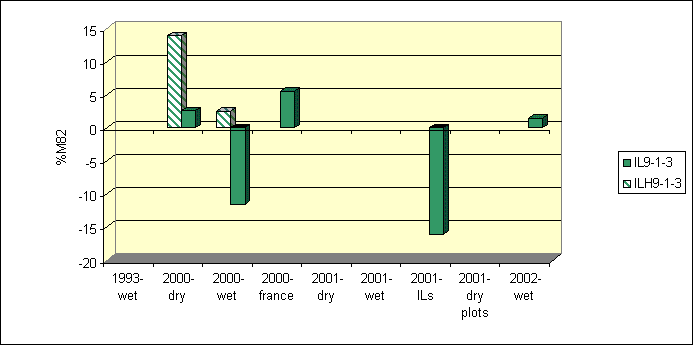 15
10
5
0
-5
-10
-15
-20
%M82
1993-wet
2000-dry
2000-wet
2000-france
2001-dry
2001-wet
2001-ILs
2001-dry plots
2002-wet
IL9-1-3
ILH9-1-3